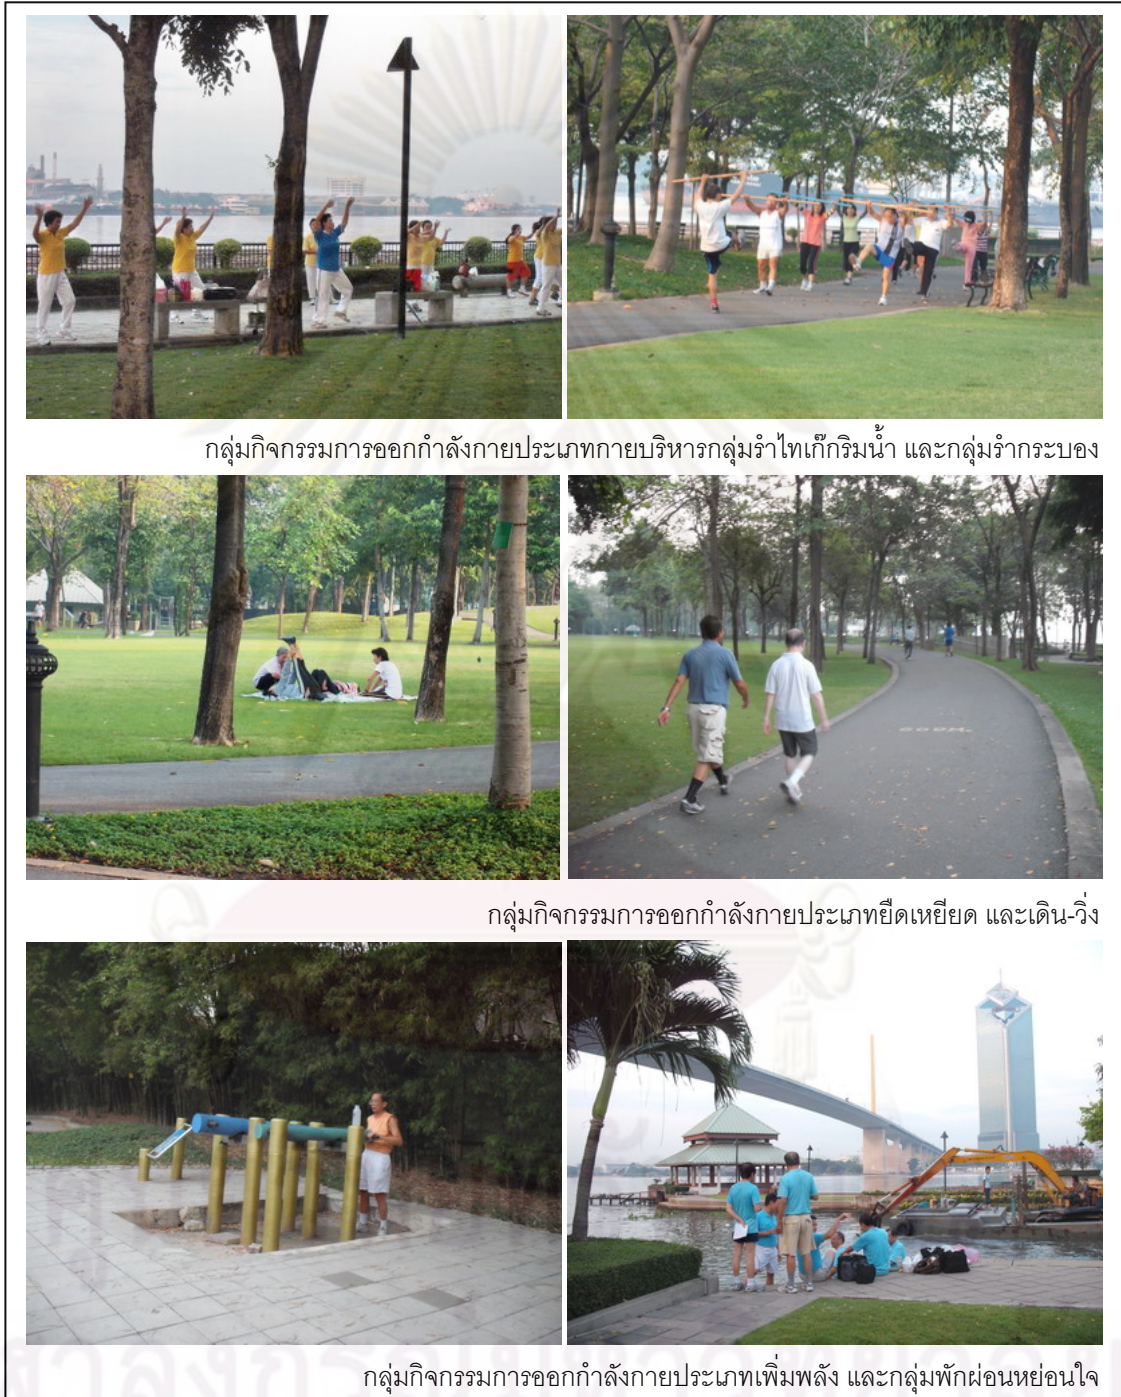 กลุ่มกิจกรรมการออกกำลังกายประเภทกายบริหารกลุ่มรำไทเก๊กริมน้ำ และกลุ่มรำกระบอง
กลุ่มกิจกรรมการออกกำลังกายประเภทยืดเหยียด และเดิน-วิ่ง
กลุ่มกิจกรรมการออกกำลังกายประเภทเพิ่มพลัง และกลุ่มพักผ่อนหย่อนใจ